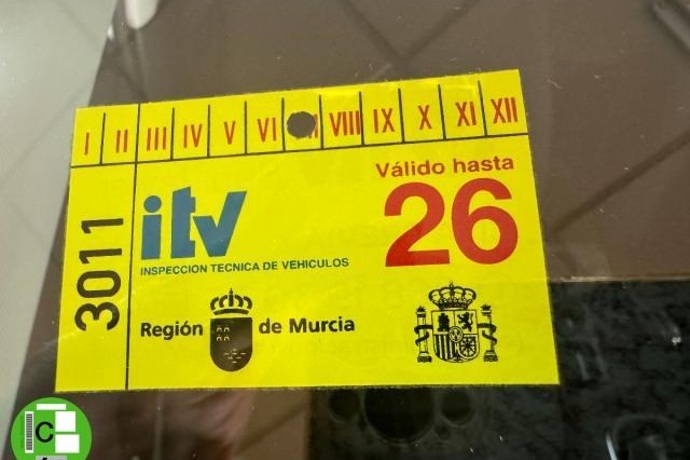 I II III IV V VI VIII IX X XI XII
Válido hasta
26
itv
INSPECCION TECNICA DE VEHICULOS
3011
Región de Murcia
C